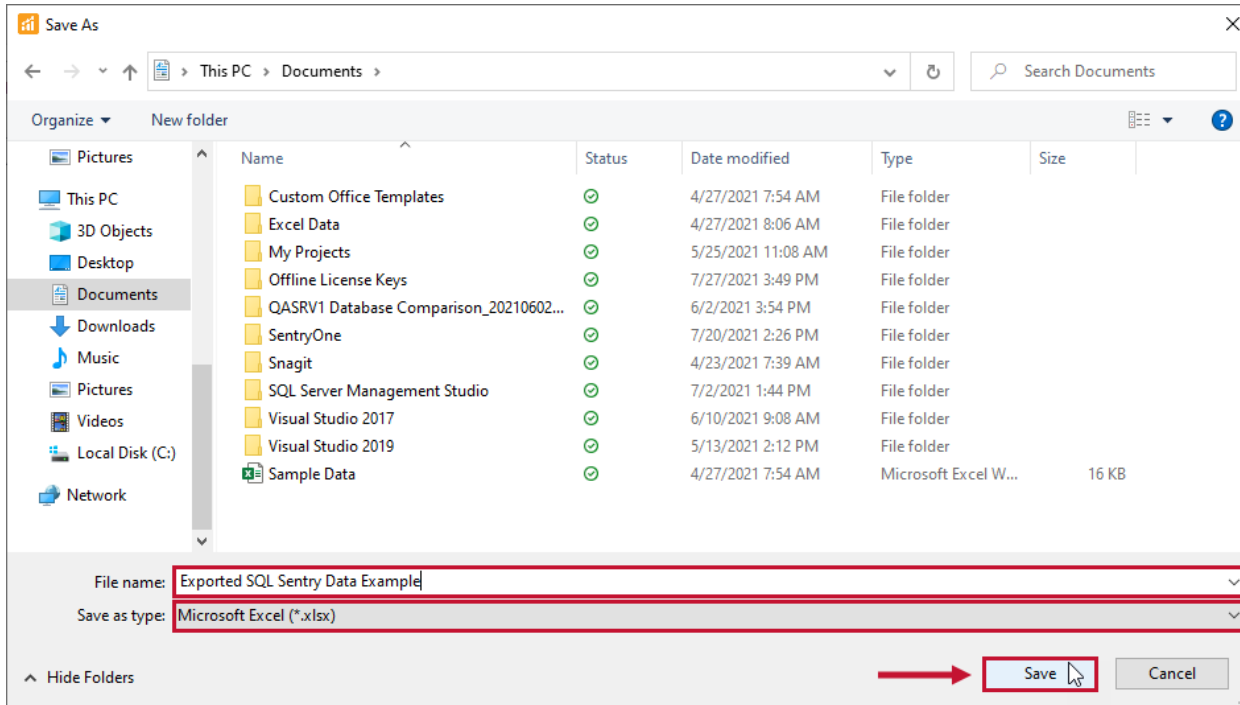 Save As
This PC > Documents >
Search Documents
Organize
New folder
Name Status Date modified Type Size
Pictures
This PC
3D Objects
Desktop
Documents
Downloads
Music
Pictures
Videos
Local Disk (C:)
Network
Custom Office Templates 4/27/2021 7:54 AM File folder
Excel Data 4/27/2021 8:06 AM File folder
My Projects 5/25/2021 11:08 AM File folder
Offline License Keys 7/27/2021 3:49 PM File folder
QASRV1 Database Comparison_20210602... 6/2/2021 3:54 PM File folder
SentryOne 7/20/2021 2:26 PM File folder
Snagit 4/23/2021 7:39 AM File folder
SQL Server Management Studio 7/2/2021 1:44 PM File folder
Visual Studio 2017 6/10/2021 9:08 AM File folder
Visual Studio 2019 5/13/2021 2:12 PM File folder
Sample Data 4/27/2021 7:54 AM Microsoft Excel W... 16 KB
File name: Exported SQL Sentry Data Example
Save as type: Microsoft Excel (*.xlsx)
Hide Folders
Save
Cancel